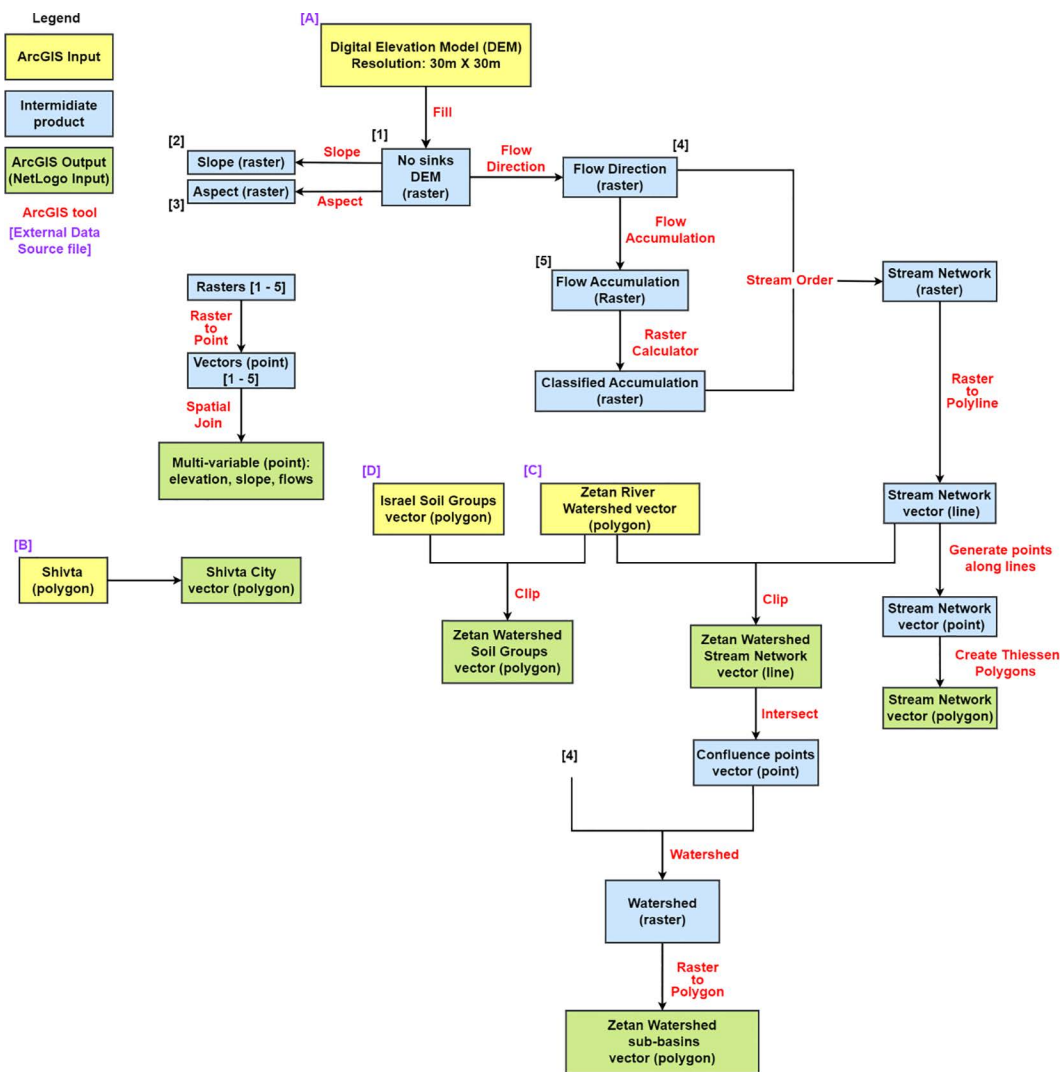 Legend
ArcGIS Input
Intermidiate
product
ArcGIS Output
(NetLogo Input)
ArcGIS tool
[External Data
Source file]
[A]
Digital Elevation Model (DEM)
Resolution: 30m X 30m
Fill
[1]
No sinks
DEM
(raster)
[2]
Slope (raster)
Slope
Aspect (raster)
[3]
Aspect
Flow
Direction
[4]
Flow Direction
(raster)
Flow
Accumulation
[5]
Flow Accumulation
(Raster)
Raster
Calculator
Classified Accumulation
(raster)
Stream Order
Stream Network
(raster)
Raster
to
Polyline
Stream Network
vector (line)
Generate points
along lines
Stream Network
vector (point)
Create Thiessen
Polygons
Stream Network
vector (polygon)
Rasters [1 - 5]
Raster
to
Point
Vectors (point)
[1 - 5]
Spatial
Join
Multi-variable (point):
elevation, slope, flows
[B]
Shivta
(polygon)
Shivta City
vector (polygon)
[D]
Israel Soil Groups
vector (polygon)
[C]
Zetan River
Watershed vector
(polygon)
Clip
Zetan Watershed
Soil Groups
vector (polygon)
Clip
Zetan Watershed
Stream Network
vector (line)
Intersect
Confluence points
vector (point)
[4]
Watershed
Watershed
(raster)
Raster
to
Polygon
Zetan Watershed
sub-basins
vector (polygon)